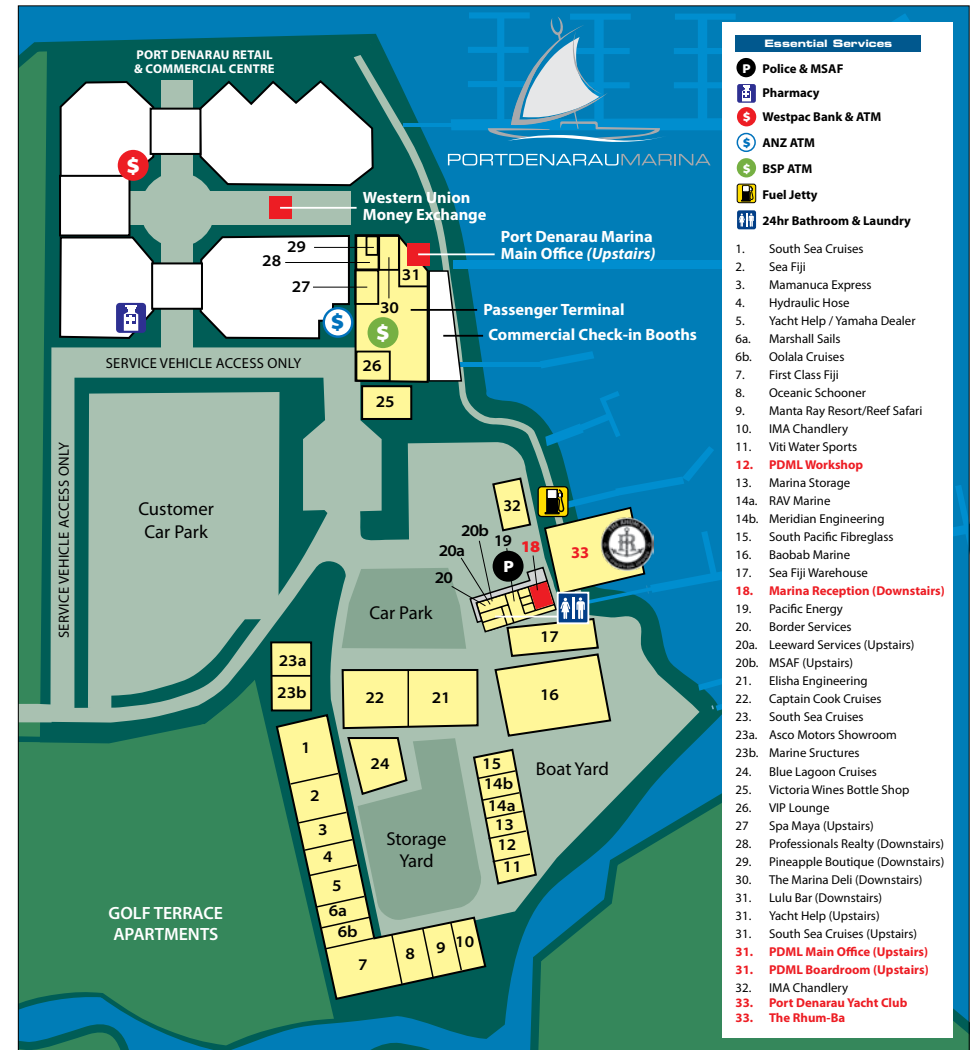 PORT DENARAU RETAIL
& COMMERCIAL CENTRE
PORTDENARAUMARINA
$
Western Union
Money Exchange
Port Denarau Marina
Main Office (Upstairs)
29
28
31
27
30
Passenger Terminal
$
$
Commercial Check-in Booths
SERVICE VEHICLE ACCESS ONLY
26
25
SERVICE VEHICLE ACCESS ONLY
Customer
Car Park
32
20b
19
18
33
20a
P
20
Car Park
17
23a
23b
22
21
16
1
24
15
Boat Yard
14b
2
14a
3
13
Storage
Yard
12
4
11
5
6a
GOLF TERRACE
APARTMENTS
6b
7
8
9
10
Essential Services
P Police & MSAF
Pharmacy
$ Westpac Bank & ATM
$ ANZ ATM
$ BSP ATM
Fuel Jetty
24hr Bathroom & Laundry
1. South Sea Cruises
2. Sea Fiji
3. Mamanuca Express
4. Hydraulic Hose
5. Yacht Help / Yamaha Dealer
6a. Marshall Sails
6b. Oolala Cruises
7. First Class Fiji
8. Oceanic Schooner
9. Manta Ray Resort/Reef Safari
10. IMA Chandlery
11. Viti Water Sports
12. PDML Workshop
13. Marina Storage
14a. RAV Marine
14b. Meridian Engineering
15. South Pacific Fibreglass
16. Baobab Marine
17. Sea Fiji Warehouse
18. Marina Reception (Downstairs)
19. Pacific Energy
20. Border Services
20a. Leeward Services (Upstairs)
20b. MSAF (Upstairs)
21. Elisha Engineering
22. Captain Cook Cruises
23. South Sea Cruises
23a. Asco Motors Showroom
23b. Marine Sructures
24. Blue Lagoon Cruises
25. Victoria Wines Bottle Shop
26. VIP Lounge
27 Spa Maya (Upstairs)
28. Professionals Realty (Downstairs)
29. Pineapple Boutique (Downstairs)
30. The Marina Deli (Downstairs)
31. Lulu Bar (Downstairs)
31. Yacht Help (Upstairs)
31. South Sea Cruises (Upstairs)
31. PDML Main Office (Upstairs)
31. PDML Boardroom (Upstairs)
32. IMA Chandlery
33. Port Denarau Yacht Club
33. The Rhum-Ba